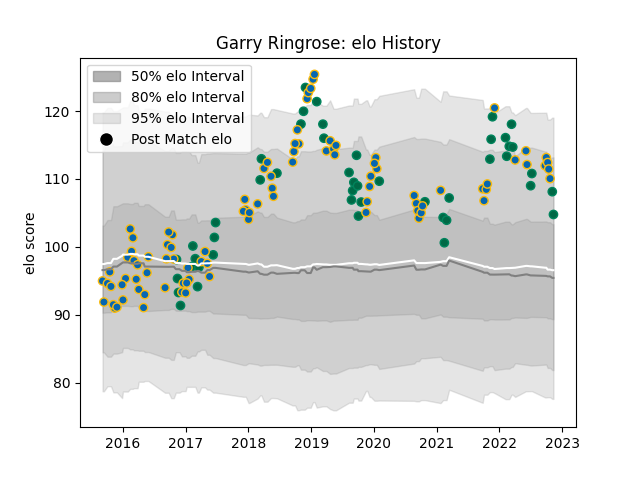 Garry Ringrose: elo History
50% elo Interval
80% elo Interval
95% elo Interval
Post Match elo
elo score
120
110
100
90
80
2016 2017 2018 2019 2020 2021 2022 2023